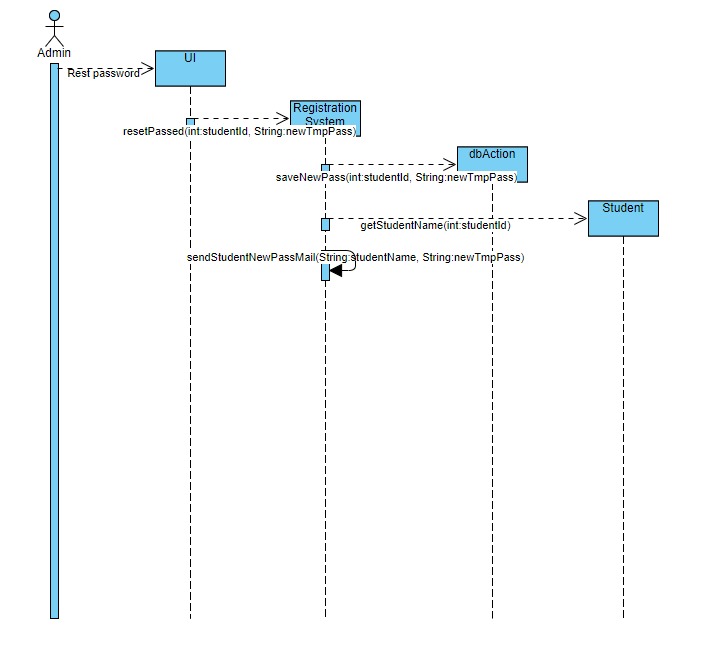 Admin
UI
Rest password
Registration
System
resetPassed(int:studentId, String:newTmpPass)
dbAction
saveNewPass(int:studentId, String:newTmpPass)
Student
getStudentName(int:studentId)
sendStudentNewPassMail(String:studentName, String:newTmpPass)